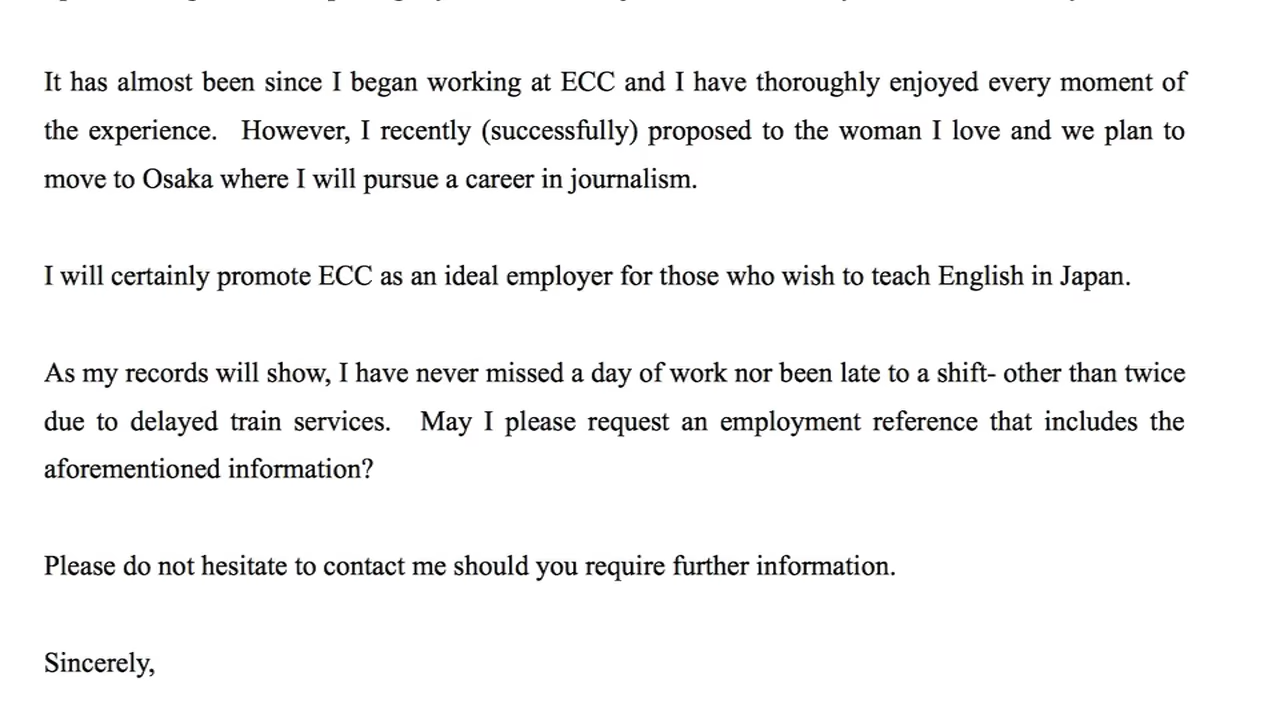 It has almost been since I began working at ECC and I have thoroughly enjoyed every moment of
the experience.  However, I recently (successfully) proposed to the woman I love and we plan to
move to Osaka where I will pursue a career in journalism.
I will certainly promote ECC as an ideal employer for those who wish to teach English in Japan.
As my records will show, I have never missed a day of work nor been late to a shift- other than twice
due to delayed train services.  May I please request an employment reference that includes the
aforementioned information?
Please do not hesitate to contact me should you require further information.
Sincerely,